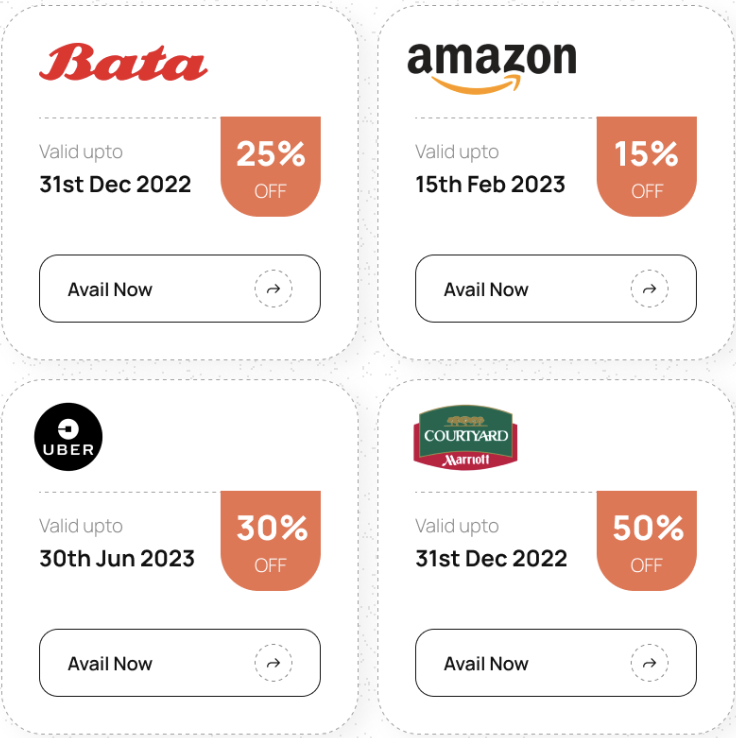 Bata
Valid upto
31st Dec 2022
25%
OFF
Avail Now
amazon
Valid upto
15th Feb 2023
15%
OFF
Avail Now
UBER
Valid upto
30th Jun 2023
30%
OFF
Avail Now
COURTYARD
Marriott
Valid upto
31st Dec 2022
50%
OFF
Avail Now